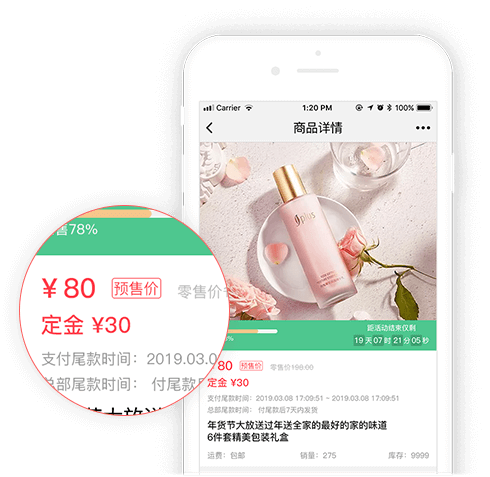 Carrier
1:20 PM
100%
商品详情
plus
距活动结束仅剩
19 天 07 时 21 分 05 秒
¥80 预售价 零售价198.00
定金 ¥30
支付尾款时间：2019.03.08 17:09:51 ~ 2019.03.08 17:09:51
总部尾款时间： 付尾款后7天内发货
年货节大放送过年送全家的最好的家的味道
6件套精美包装礼盒
运费：包邮
销量：275
库存：9999
售78%
¥80 预售价 零售价
定金 ¥30
支付尾款时间：2019.03.0
总部尾款时间： 付尾款